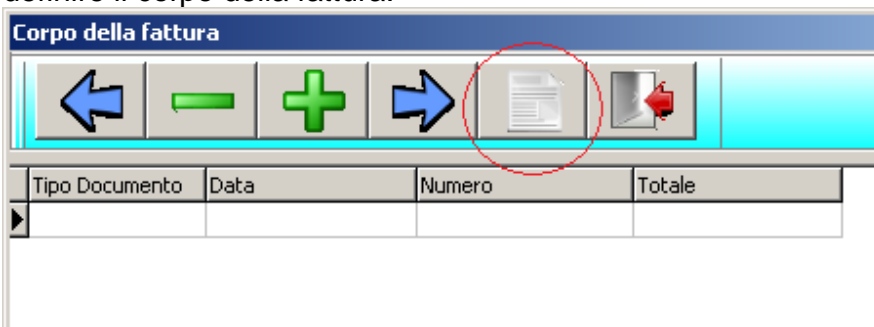 definire il corpo della fattura.
Corpo della fattura
Tipo Documento Data Numero Totale